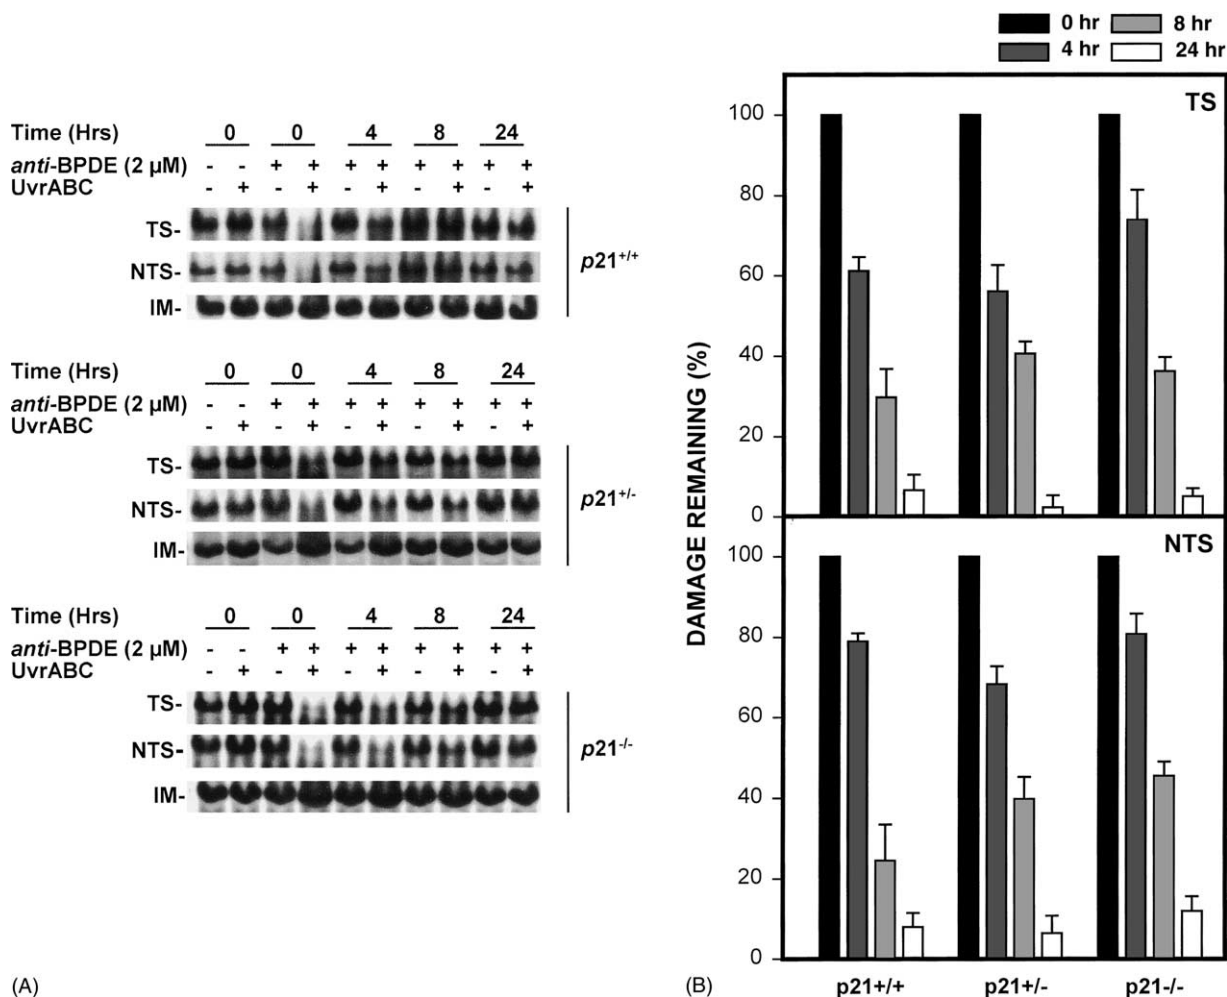 Time (Hrs) 0 0 4 8 24
anti-BPDE (2 µM) - - + + + + + + + +
UvrABC - + - + - + - + - +
TS-
NTS-
IM-
p21+/+
Time (Hrs) 0 0 4 8 24
anti-BPDE (2 µM) - - + + + + + + + +
UvrABC - + - + - + - + - +
TS-
NTS-
IM-
p21+/-
Time (Hrs) 0 0 4 8 24
anti-BPDE (2 µM) - - + + + + + + + +
UvrABC - + - + - + - + - +
TS-
NTS-
IM-
p21-/-
(A)
0 hr 8 hr
4 hr 24 hr
TS
100
80
60
40
20
0
NTS
100
80
60
40
20
0
DAMAGE REMAINING (%)
p21+/+ p21+/- p21-/-
(B)